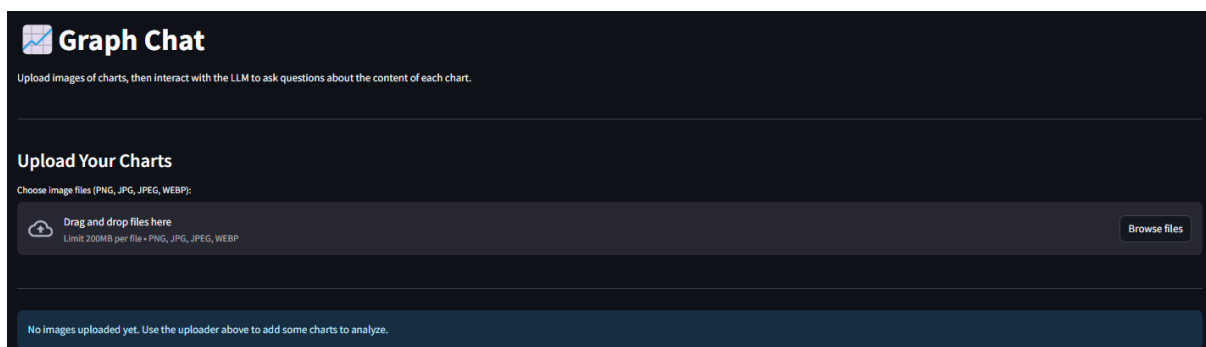 Graph Chat
Upload images of charts, then interact with the LLM to ask questions about the content of each chart.
Upload Your Charts
Choose image files (PNG, JPG, JPEG, WEBP):
Drag and drop files here
Limit 200MB per file • PNG, JPG, JPEG, WEBP
Browse files
No images uploaded yet. Use the uploader above to add some charts to analyze.